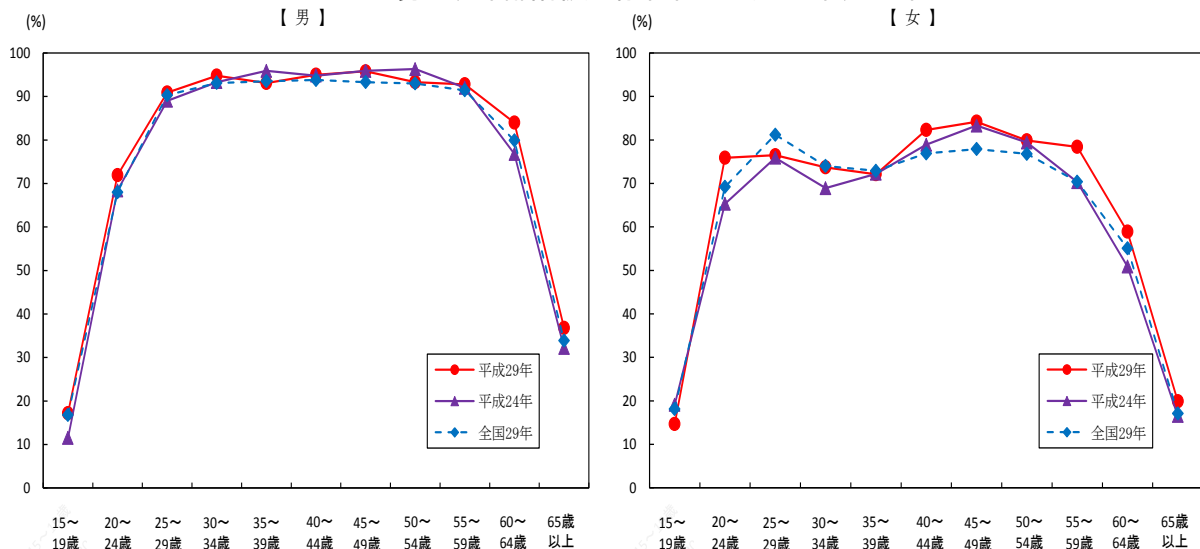 (%)
【 男 】
100
90
80
70
60
50
40
30
20
10
0
平成29年
平成24年
全国29年
15～
19歳
20～
24歳
25～
29歳
30～
34歳
35～
39歳
40～
44歳
45～
49歳
50～
54歳
55～
59歳
60～
64歳
65歳
以上
(%)
【 女 】
100
90
80
70
60
50
40
30
20
10
0
平成29年
平成24年
全国29年
15～
19歳
20～
24歳
25～
29歳
30～
34歳
35～
39歳
40～
44歳
45～
49歳
50～
54歳
55～
59歳
60～
64歳
65歳
以上